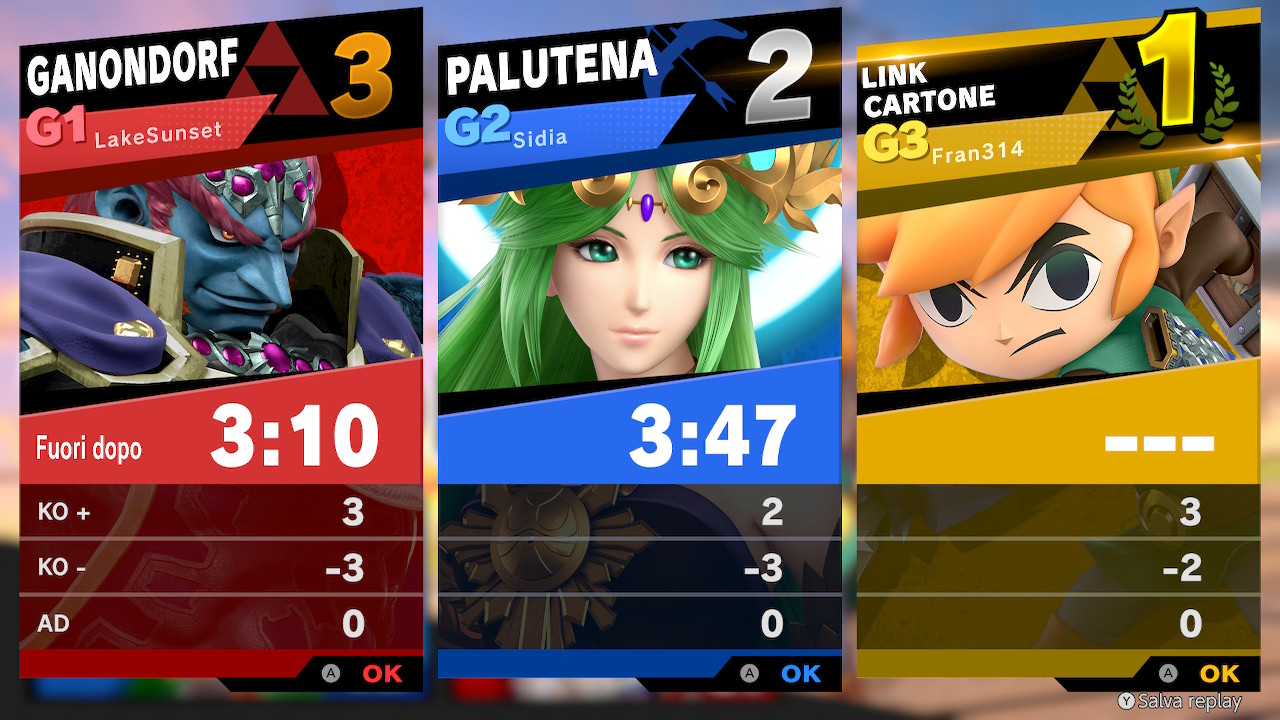 GANONDORF
3
G1 LakeSunset
Fuori dopo 3:10
KO + 3
KO - -3
AD 0
A OK
PALUTENA
2
G2 Sidia
3:47
2
-3
0
A OK
LINK
CARTONE
1
G3 Fran314
---
3
-2
0
A OK
Y Salva replay